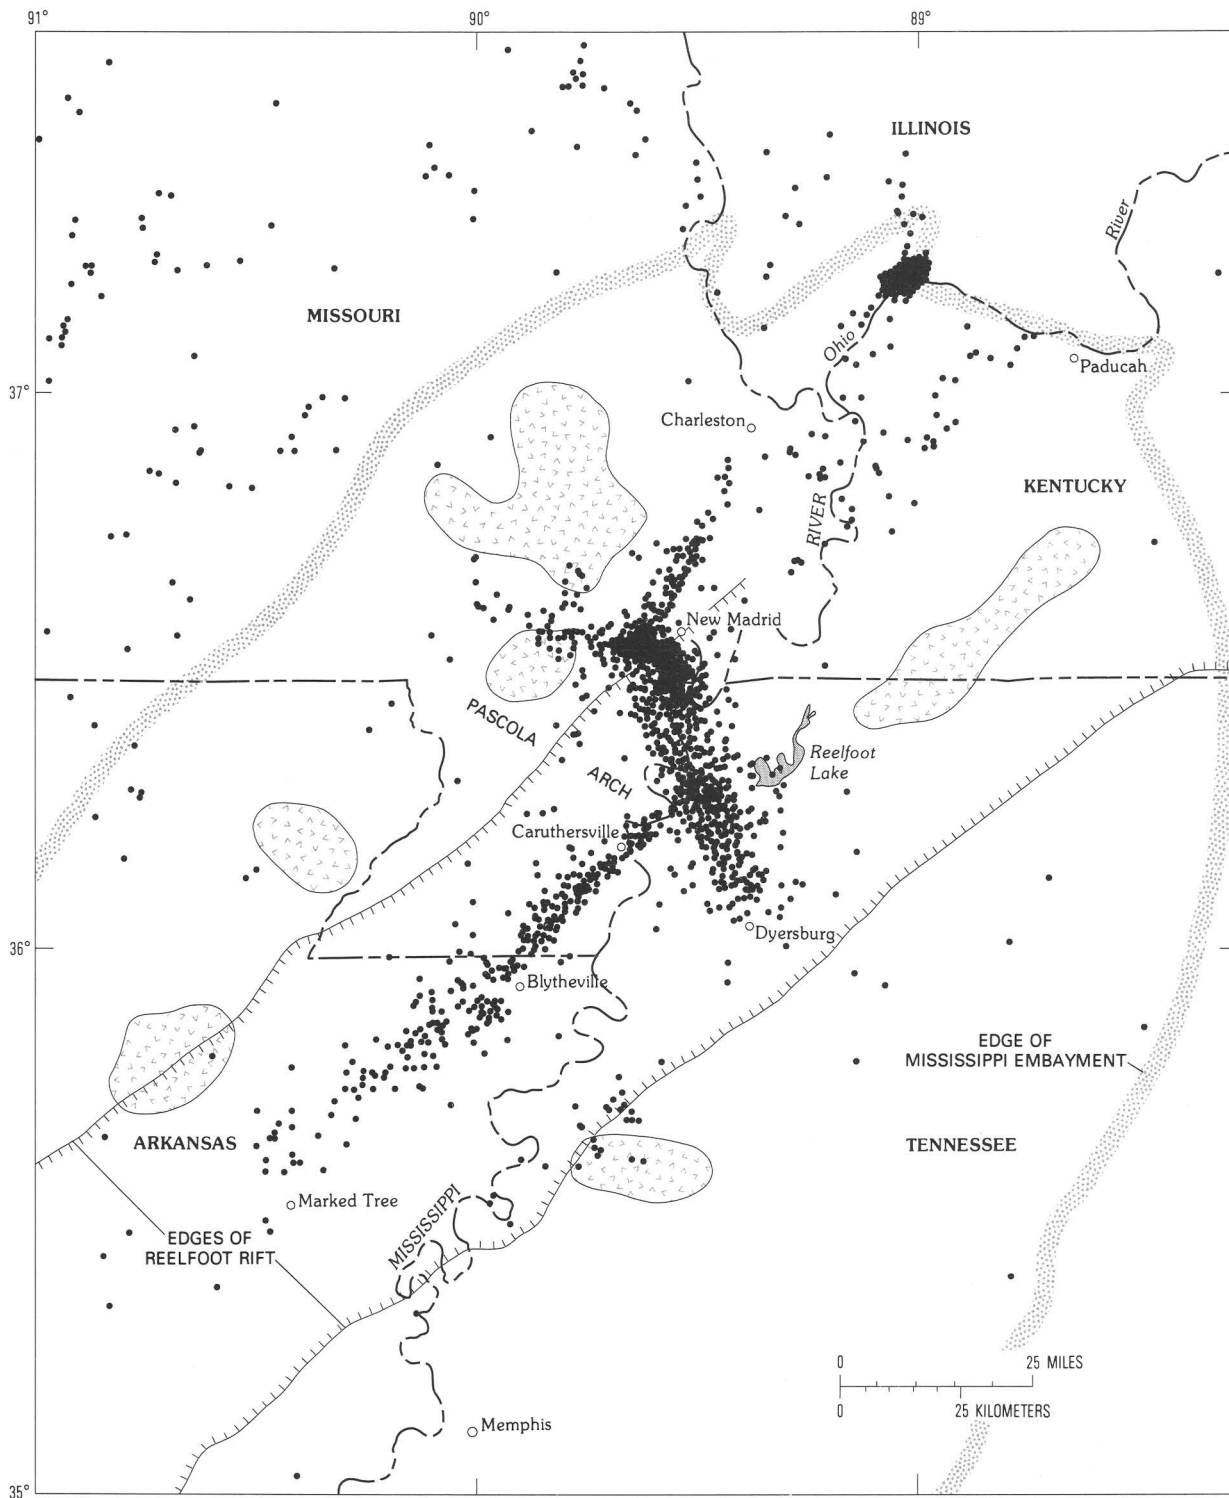 91°
90°
89°
ILLINOIS
River
MISSOURI
Ohio
Paducah
37°
Charleston
KENTUCKY
RIVER
New Madrid
PASCOLA
ARCH
Reelfoot
Lake
Caruthersville
Dyersburg
36°
Blytheville
EDGE OF
MISSISSIPPI EMBAYMENT
ARKANSAS
TENNESSEE
Marked Tree
MISSISSIPPI
EDGES OF
REELFOOT RIFT
0 25 MILES
0 25 KILOMETERS
Memphis
35°